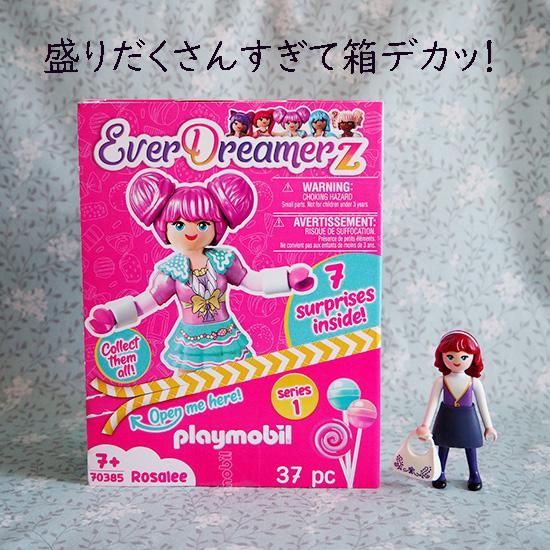 盛りだくさんすぎて箱デカッ!
EverDreamerz
WARNING:
CHOKING HAZARD
Small parts. Not for children under 3 years
AVERTISSEMENT:
RISQUE DE SUFFOCATION.
Présence de petits éléments.
Ne convient pas aux enfants de moins de 3 ans.
7
surprises
inside!
Collect
them
all!
Open me here!
series
1
playmobil
7+
70385 Rosalee
37 pc
playmobil